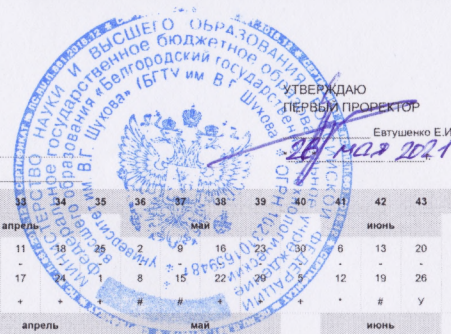 МИНИСТЕРСТВО НАУКИ И ВЫСШЕГО ОБРАЗОВАНИЯ РОССИЙСКОЙ ФЕДЕРАЦИИ
федеральное государственное бюджетное
высшего образования «Белгородский государственный технологический
университет им. В.Г. Шухова» (БГТУ им. В.Г. Шухова)
ОГРН
УТВЕРЖДАЮ
ПЕРВЫЙ ПРОРЕКТОР
Евтушенко Е.И
28 мая 2021
33 34 35 36 37 38 39 40 41 42 43
апрель май июнь
11 18 25 2 9 16 23 30 6 13 20
- - - - - - - - - - -
17 24 1 8 15 22 29 5 12 19 26
+ + + # # + + + * # У
апрель май июнь